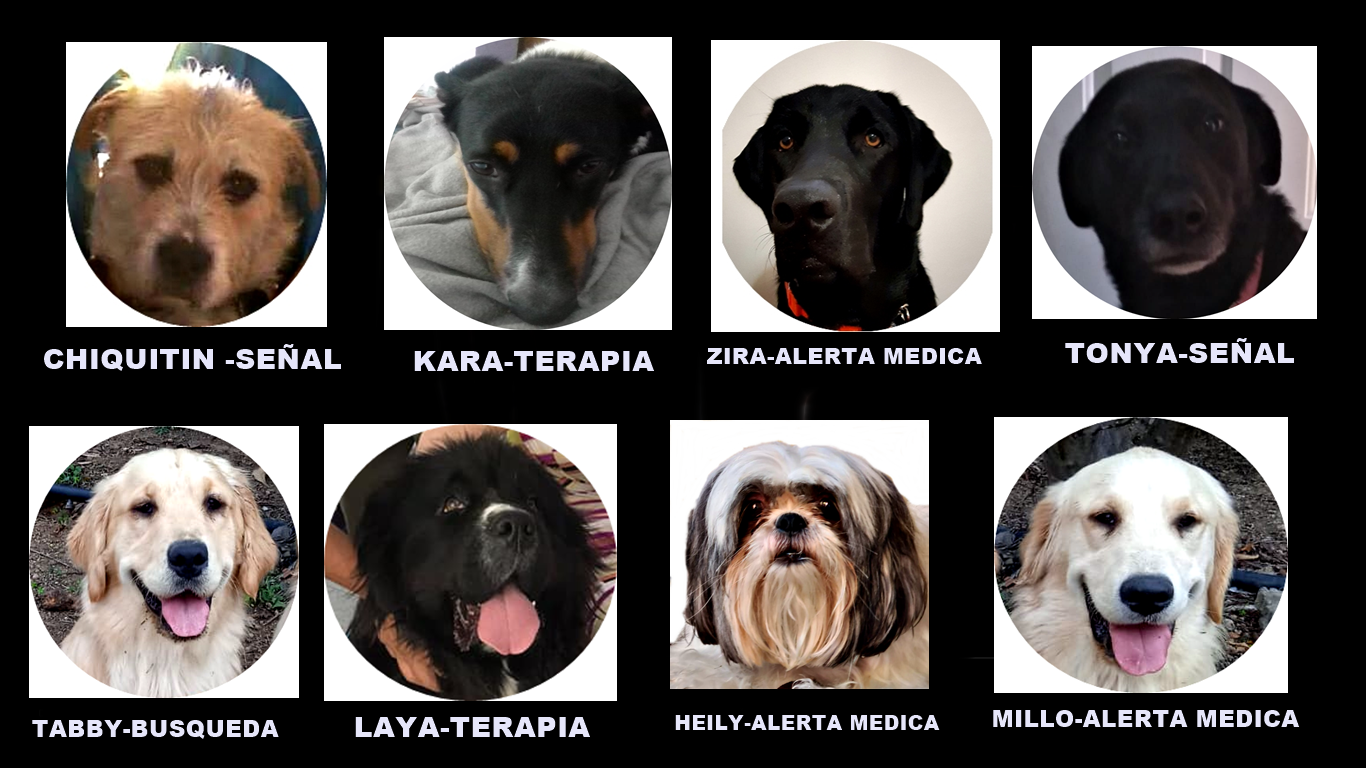 CHIQUITIN -SEÑAL
KARA-TERAPIA
ZIRA-ALERTA MEDICA
TONYA-SEÑAL
TABBY-BUSQUEDA
LAYA-TERAPIA
HEILY-ALERTA MEDICA
MILLO-ALERTA MEDICA